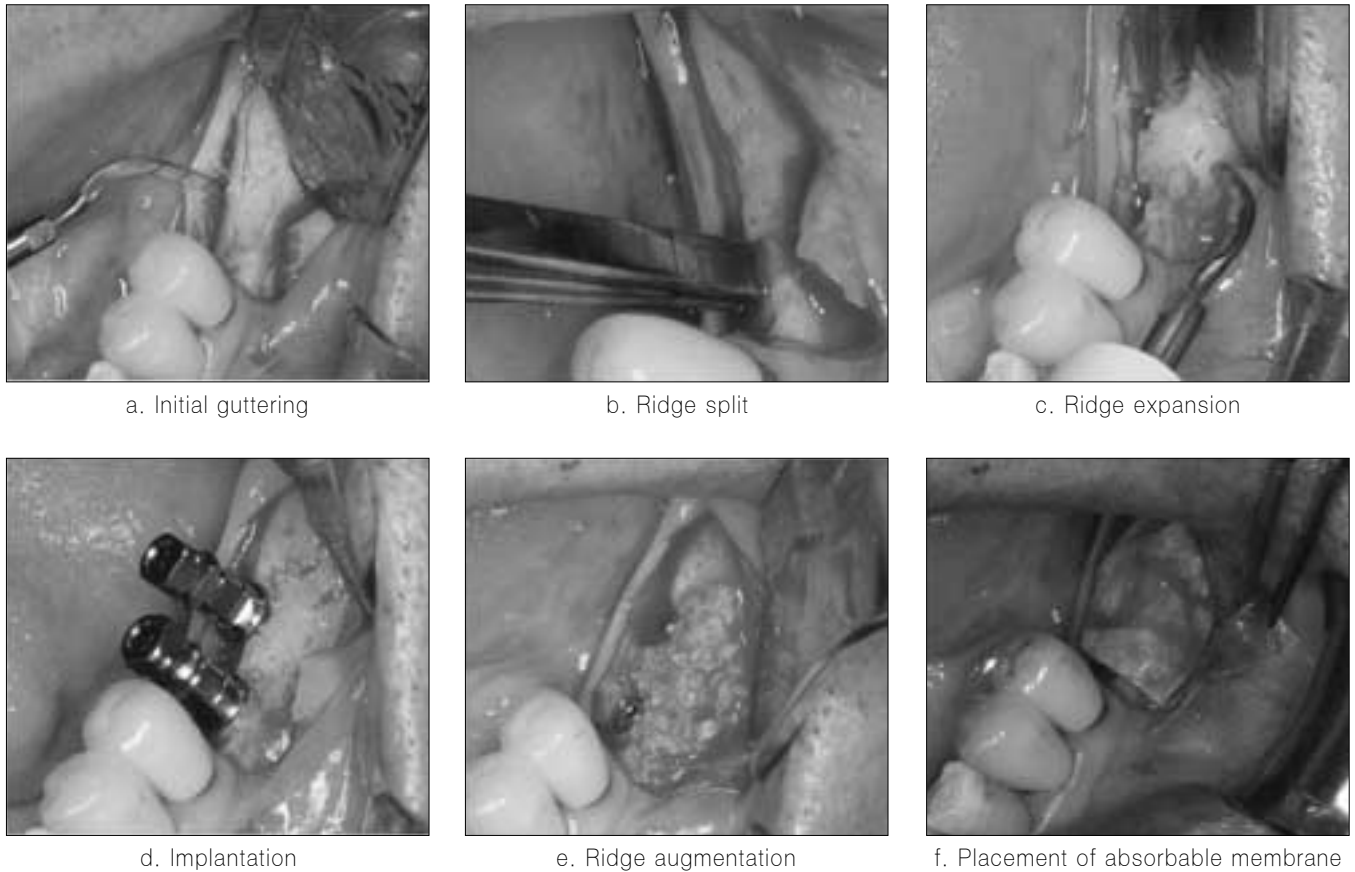 a. Initial guttering
b. Ridge split
c. Ridge expansion
d. Implantation
e. Ridge augmentation
f. Placement of absorbable membrane